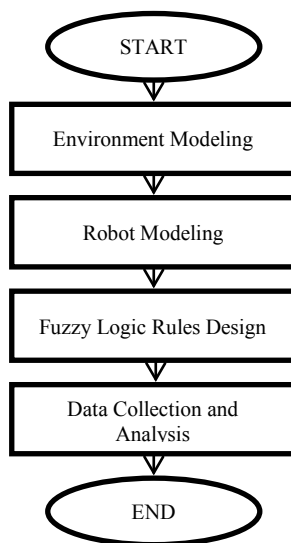 START
Environment Modeling
Robot Modeling
Fuzzy Logic Rules Design
Data Collection and
Analysis
END